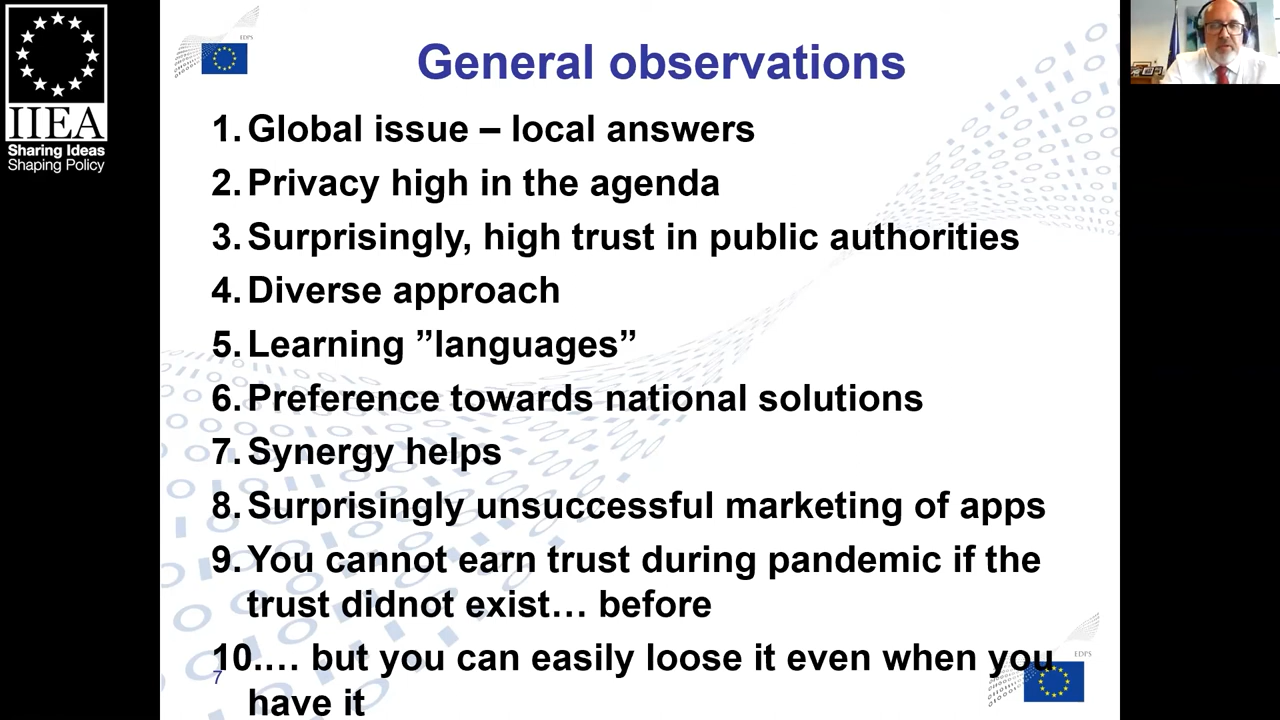 IIEA
Sharing Ideas
Shaping Policy
EDPS
General observations
1. Global issue – local answers
2. Privacy high in the agenda
3. Surprisingly, high trust in public authorities
4. Diverse approach
5. Learning ”languages”
6. Preference towards national solutions
7. Synergy helps
8. Surprisingly unsuccessful marketing of apps
9. You cannot earn trust during pandemic if the
trust didnot exist… before
10.… but you can easily loose it even when you
have it
7
EDPS